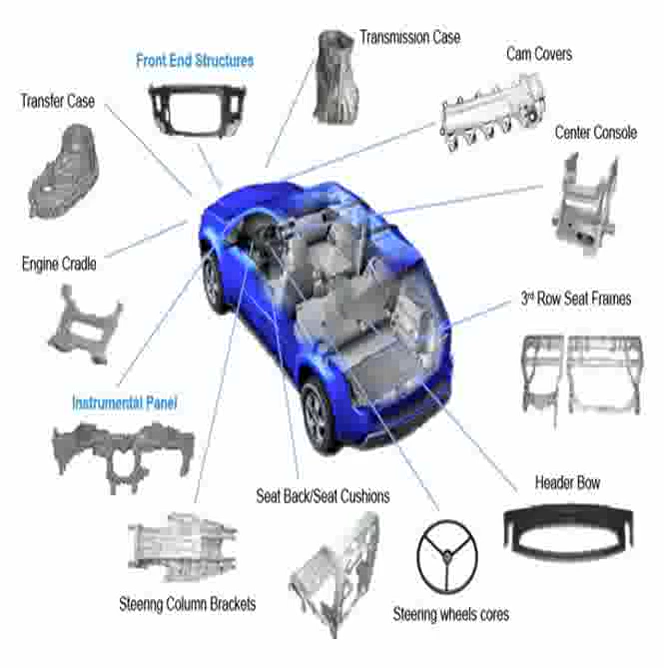 Transmission Case
Front End Structures
Cam Covers
Transfer Case
Center Console
Engine Cradle
3rd Row Seat Frames
Instrumental Panel
Header Bow
Seat Back/Seat Cushions
Steering Column Brackets
Steering wheels cores